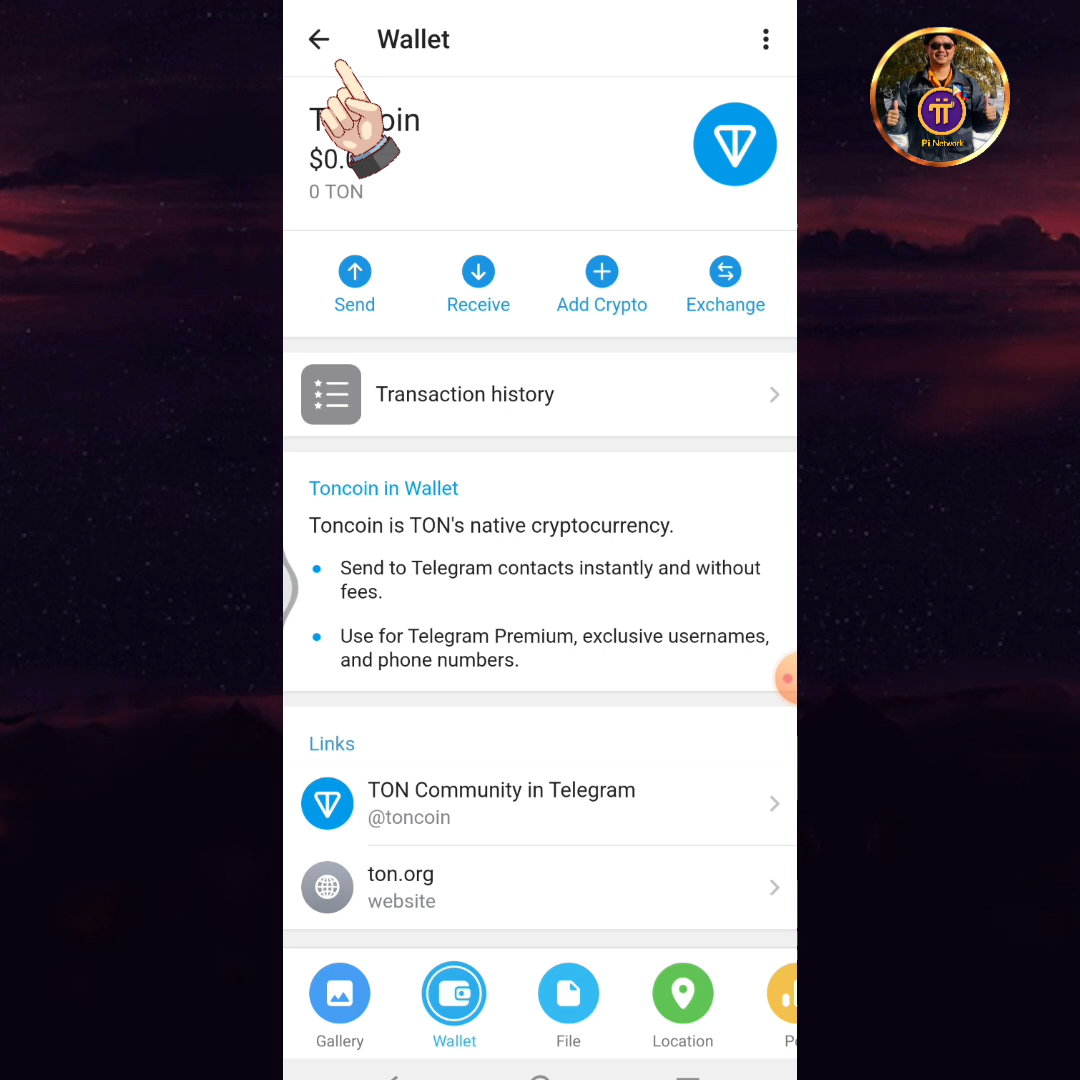 Wallet
Pi Network
0 TON
Send
Receive
Add Crypto
Exchange
Transaction history
Toncoin in Wallet
Toncoin is TON's native cryptocurrency.
Send to Telegram contacts instantly and without
fees.
Use for Telegram Premium, exclusive usernames,
and phone numbers.
Links
TON Community in Telegram
@toncoin
ton.org
website
Gallery
Wallet
File
Location